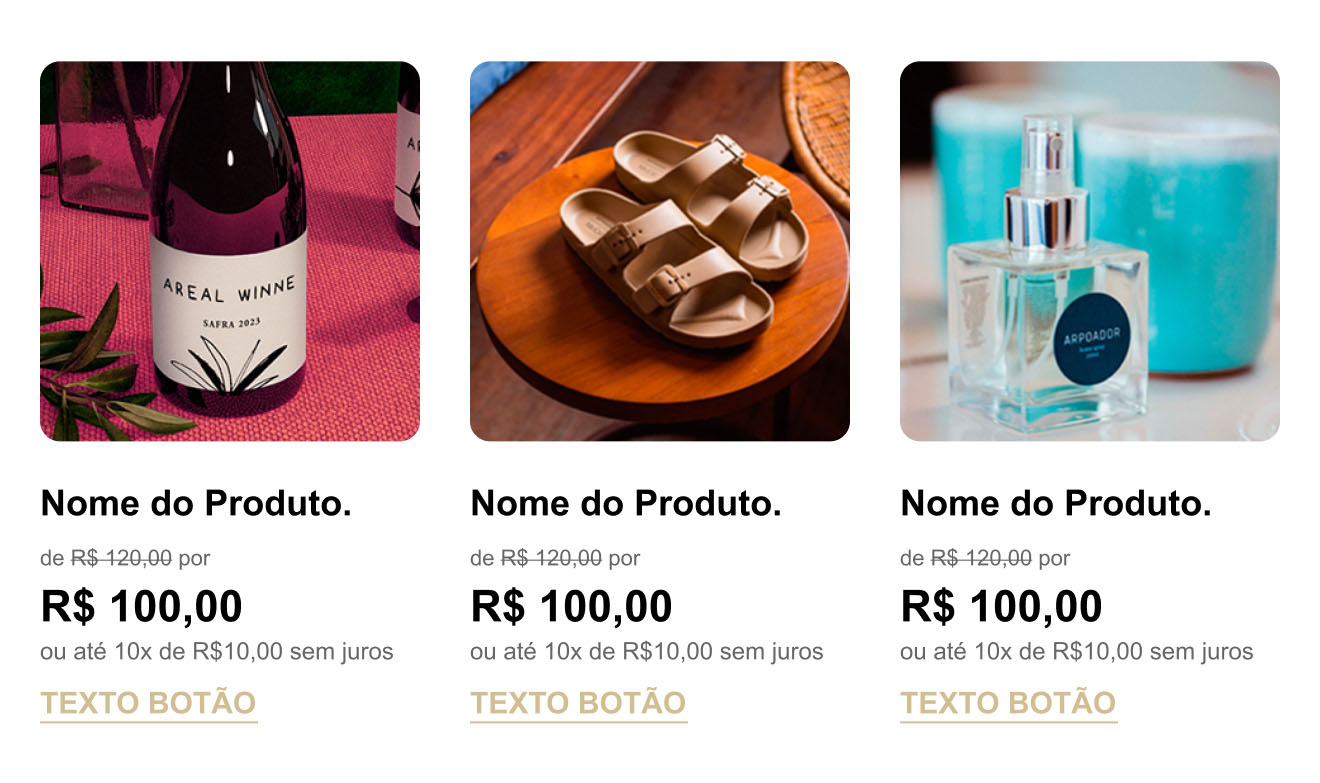 AREAL WINNE
SAFRA 2023
ARPOADOR
Nome do Produto.
de R$ 120,00 por
R$ 100,00
ou até 10x de R$10,00 sem juros
TEXTO BOTÃO
Nome do Produto.
de R$ 120,00 por
R$ 100,00
ou até 10x de R$10,00 sem juros
TEXTO BOTÃO
Nome do Produto.
de R$ 120,00 por
R$ 100,00
ou até 10x de R$10,00 sem juros
TEXTO BOTÃO